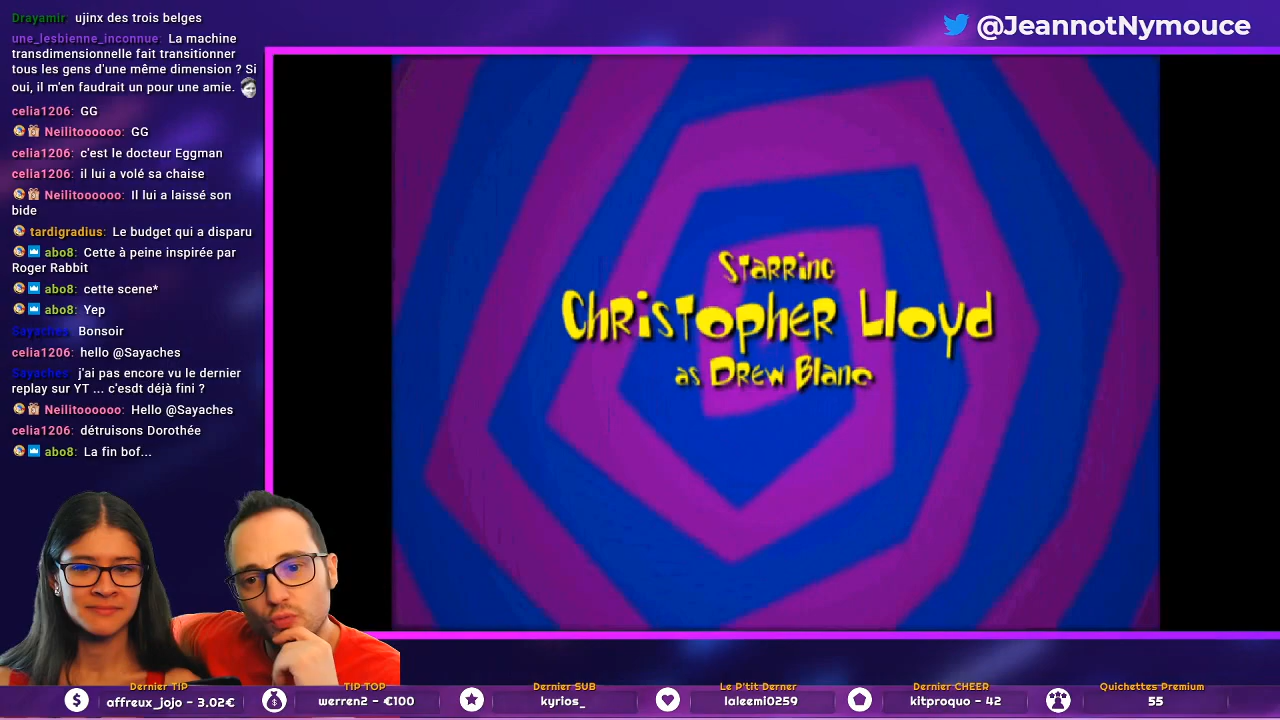 Drayamir ujinx des trois belges
une_lesbienne_inconnue: La machine
transdimensionnelle fait transitionner
tous les gens d'une même dimension ? Si
oui, il m'en faudrait un pour une amie.
celia1206: GG
Neilitoooooo: GG
celia1206: c'est le docteur Eggman
celia1206: il lui a volé sa chaise
Neilitoooooo: Il lui a laissé son
bide
tardigradius: Le budget qui a disparu
abo8: Cette à peine inspirée par
Roger Rabbit
abo8: cette scene*
abo8: Yep
Sayaches: Bonsoir
celia1206: hello @Sayaches
Sayaches: j'ai pas encore vu le dernier
replay sur YT ... c'esdt déjà fini ?
Neilitoooooo: Hello @Sayaches
celia1206: détruisons Dorothée
abo8: La fin bof...
@JeannotNymouce
Starring
Christopher Lloyd
as Drew Blanc
Dernier TIP
affreux_jojo - 3.02€
TIP TOP
werren2 - €100
Dernier SUB
kyrios_
Le P'tit Derner
laleemi0259
Dernier CHEER
kitproquo - 42
Quichettes Premium
55